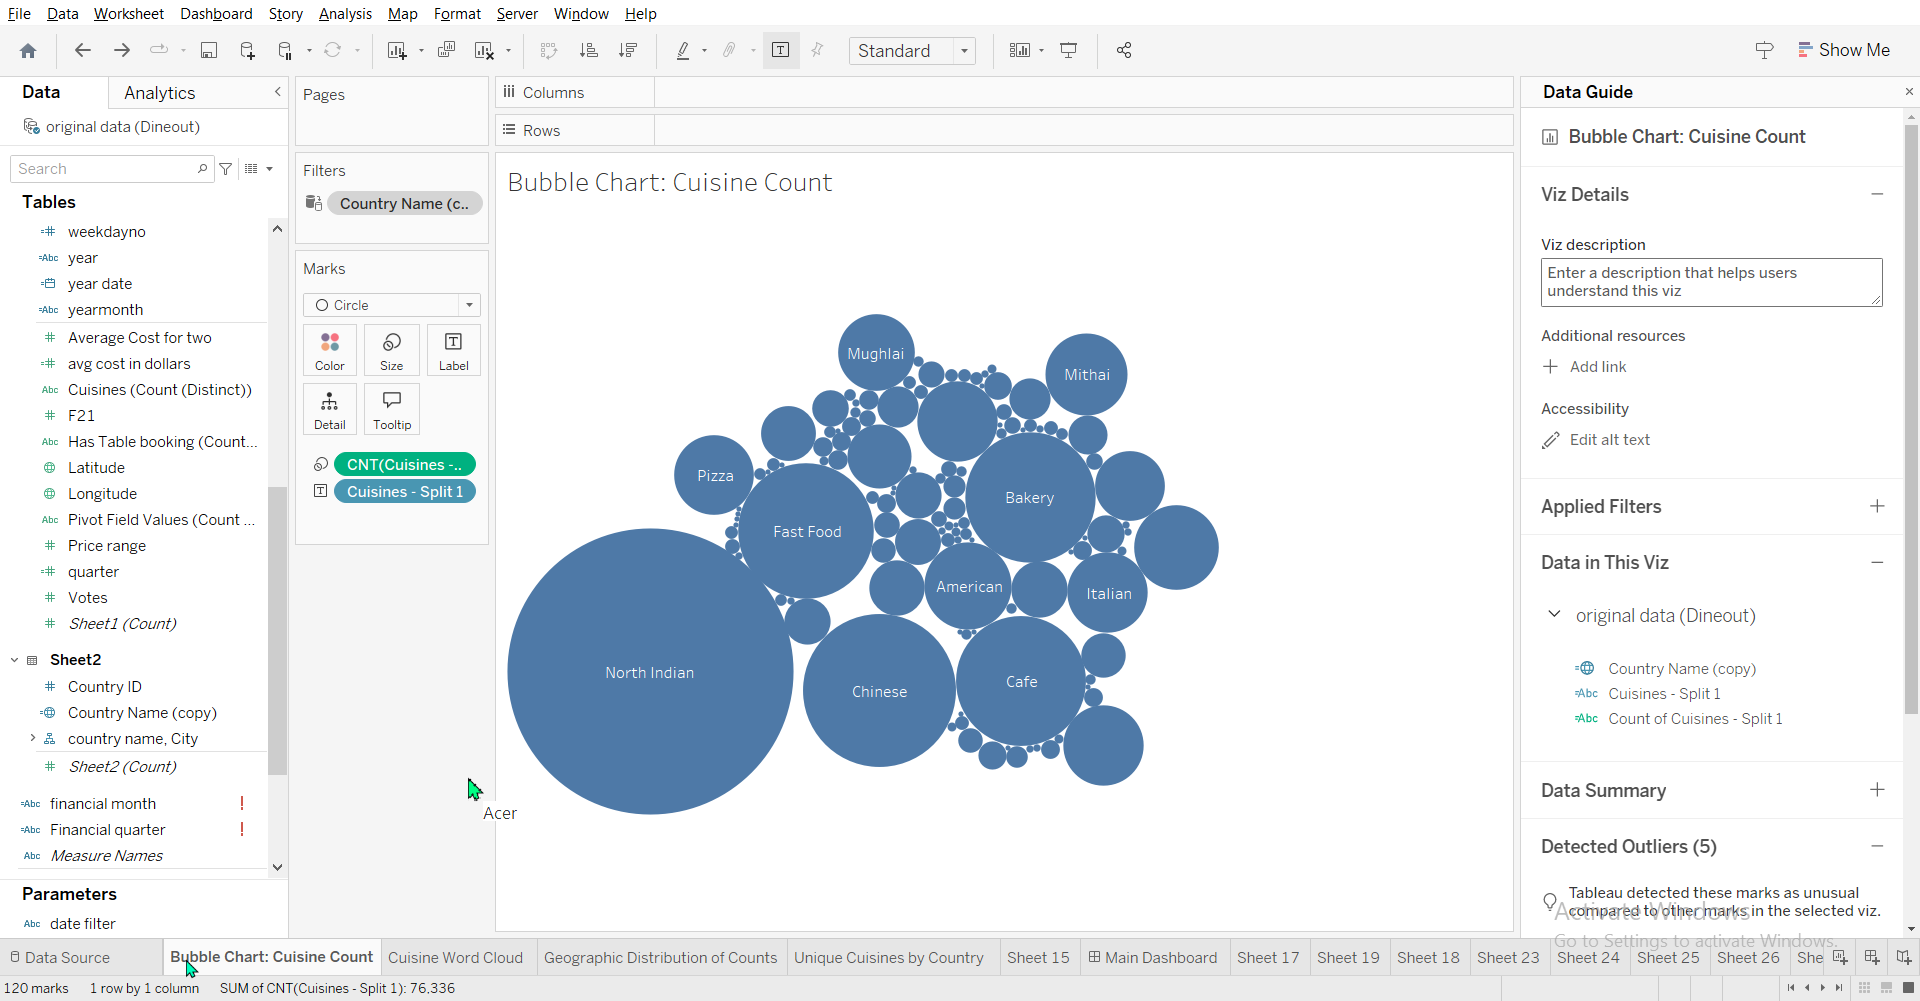 File Data Worksheet Dashboard Story Analysis Map Format Server Window Help
Standard
Show Me
Data Analytics
original data (Dineout)
Search
Tables
weekdayno
Abc year
year date
Abc yearmonth
Average Cost for two
avg cost in dollars
Abc Cuisines (Count (Distinct))
F21
Abc Has Table booking (Count...
Latitude
Longitude
Abc Pivot Field Values (Count ...
Price range
quarter
Votes
Sheet1 (Count)
Sheet2
Country ID
Country Name (copy)
country name, City
Sheet2 (Count)
Abc financial month !
Abc Financial quarter !
Abc Measure Names
Parameters
Abc date filter
Pages
Filters
Country Name (c..
Marks
Circle
Color Size Label
Detail Tooltip
CNT(Cuisines -..
Cuisines - Split 1
Acer
Columns
Rows
Bubble Chart: Cuisine Count
Mughlai
Mithai
Pizza
Bakery
Fast Food
American
Italian
North Indian
Cafe
Chinese
Data Guide
Bubble Chart: Cuisine Count
Viz Details
Viz description
Enter a description that helps users
understand this viz
Additional resources
Add link
Accessibility
Edit alt text
Applied Filters
Data in This Viz
original data (Dineout)
Country Name (copy)
Abc Cuisines - Split 1
Abc Count of Cuisines - Split 1
Data Summary
Detected Outliers (5)
Tableau detected these marks as unusual
compared to other marks in the selected viz.
Activate Windows
Go to Settings to activate Windows.
Data Source Bubble Chart: Cuisine Count Cuisine Word Cloud Geographic Distribution of Counts Unique Cuisines by Country Sheet 15 Main Dashboard Sheet 17 Sheet 19 Sheet 18 Sheet 23 Sheet 24 Sheet 25 Sheet 26 She
120 marks 1 row by 1 column SUM of CNT(Cuisines - Split 1): 76,336